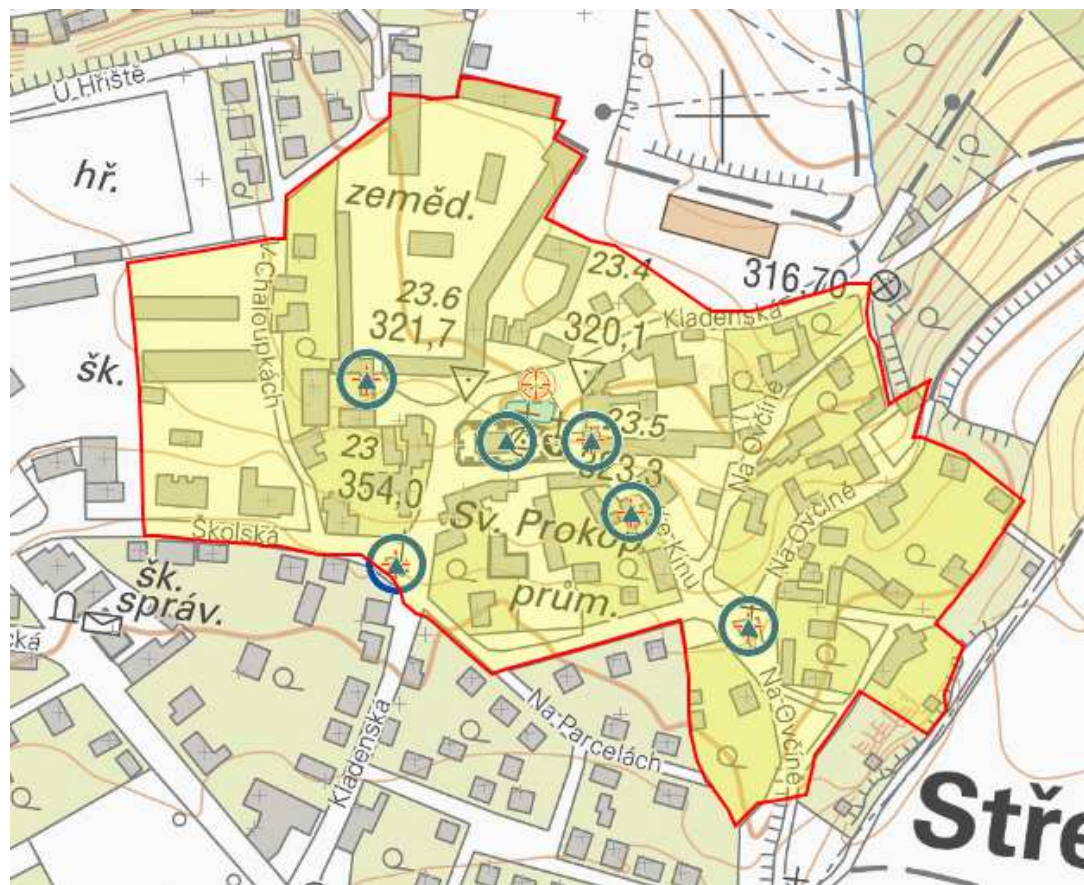 U Hřiště
hř.
zeměd.
23.4
316.70
23.6
321,7
320,1
Kladenská
V Chaloupkách
šk.
Na Ovčíně
23.5
23
354,0
323.3
Sv. Prokop
Na Ovčíně
Školská
šk.
správ.
prům.
Na Ovčíně
Na Parcelách
Kladenská
Stře